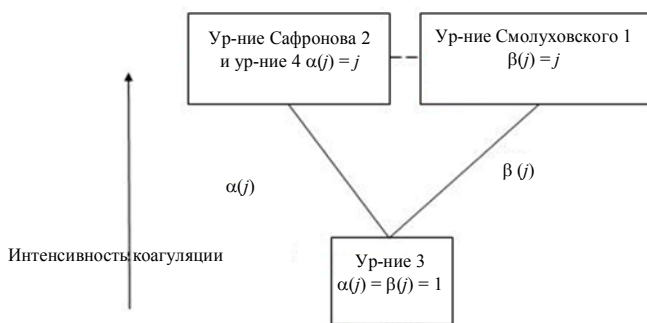 Ур-ние Сафронова 2
и ур-ние 4 α(j) = j
Ур-ние Смолуховского 1
β(j) = j
α(j)
β (j)
Интенсивность коагуляции
Ур-ние 3
α(j) = β(j) = 1